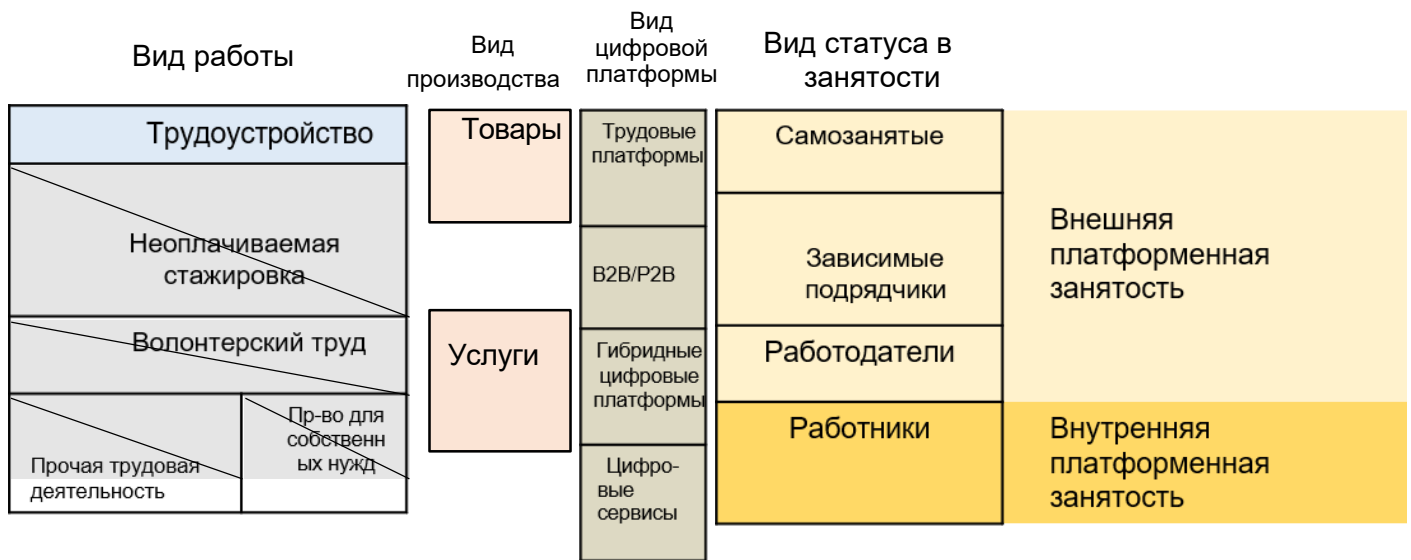 Вид работы
Вид
производства
Вид
цифровой
платформы
Вид статуса в
занятости
Трудоустройство
Неоплачиваемая
стажировка
Волонтерский труд
Прочая трудовая
деятельность
Пр-во для
собственн
ых нужд
Товары
Услуги
Трудовые
платформы
B2B/P2B
Гибридные
цифровые
платформы
Цифро-
вые
сервисы
Самозанятые
Зависимые
подрядчики
Работодатели
Работники
Внешняя
платформенная
занятость
Внутренняя
платформенная
занятость